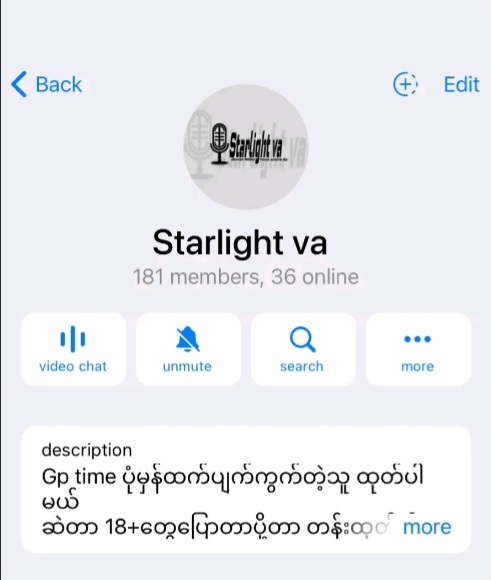 Back
Edit
Starlight va
Starlight va
181 members, 36 online
video chat
unmute
search
more
description
Gp time ပုံမှန်ထက်ပျက်ကွက်တဲ့သူ ထုတ်ပါ
မယ်
ဆဲတာ 18+တွေပြောတာပို့တာ တန်း more